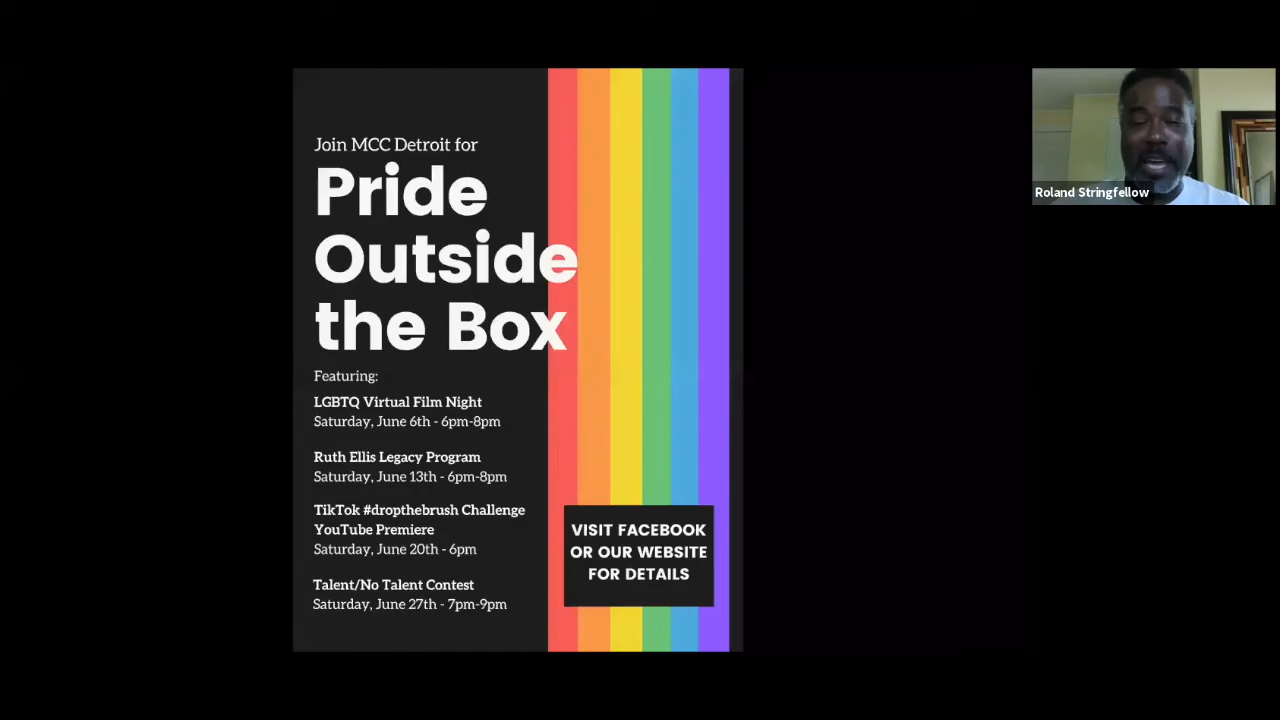 Join MCC Detroit for
Pride
Outside
the Box
Featuring:
LGBTQ Virtual Film Night
Saturday, June 6th - 6pm-8pm
Ruth Ellis Legacy Program
Saturday, June 13th - 6pm-8pm
TikTok #dropthebrush Challenge
YouTube Premiere
Saturday, June 20th - 6pm
Talent/No Talent Contest
Saturday, June 27th - 7pm-9pm
VISIT FACEBOOK
OR OUR WEBSITE
FOR DETAILS
Roland Stringfellow